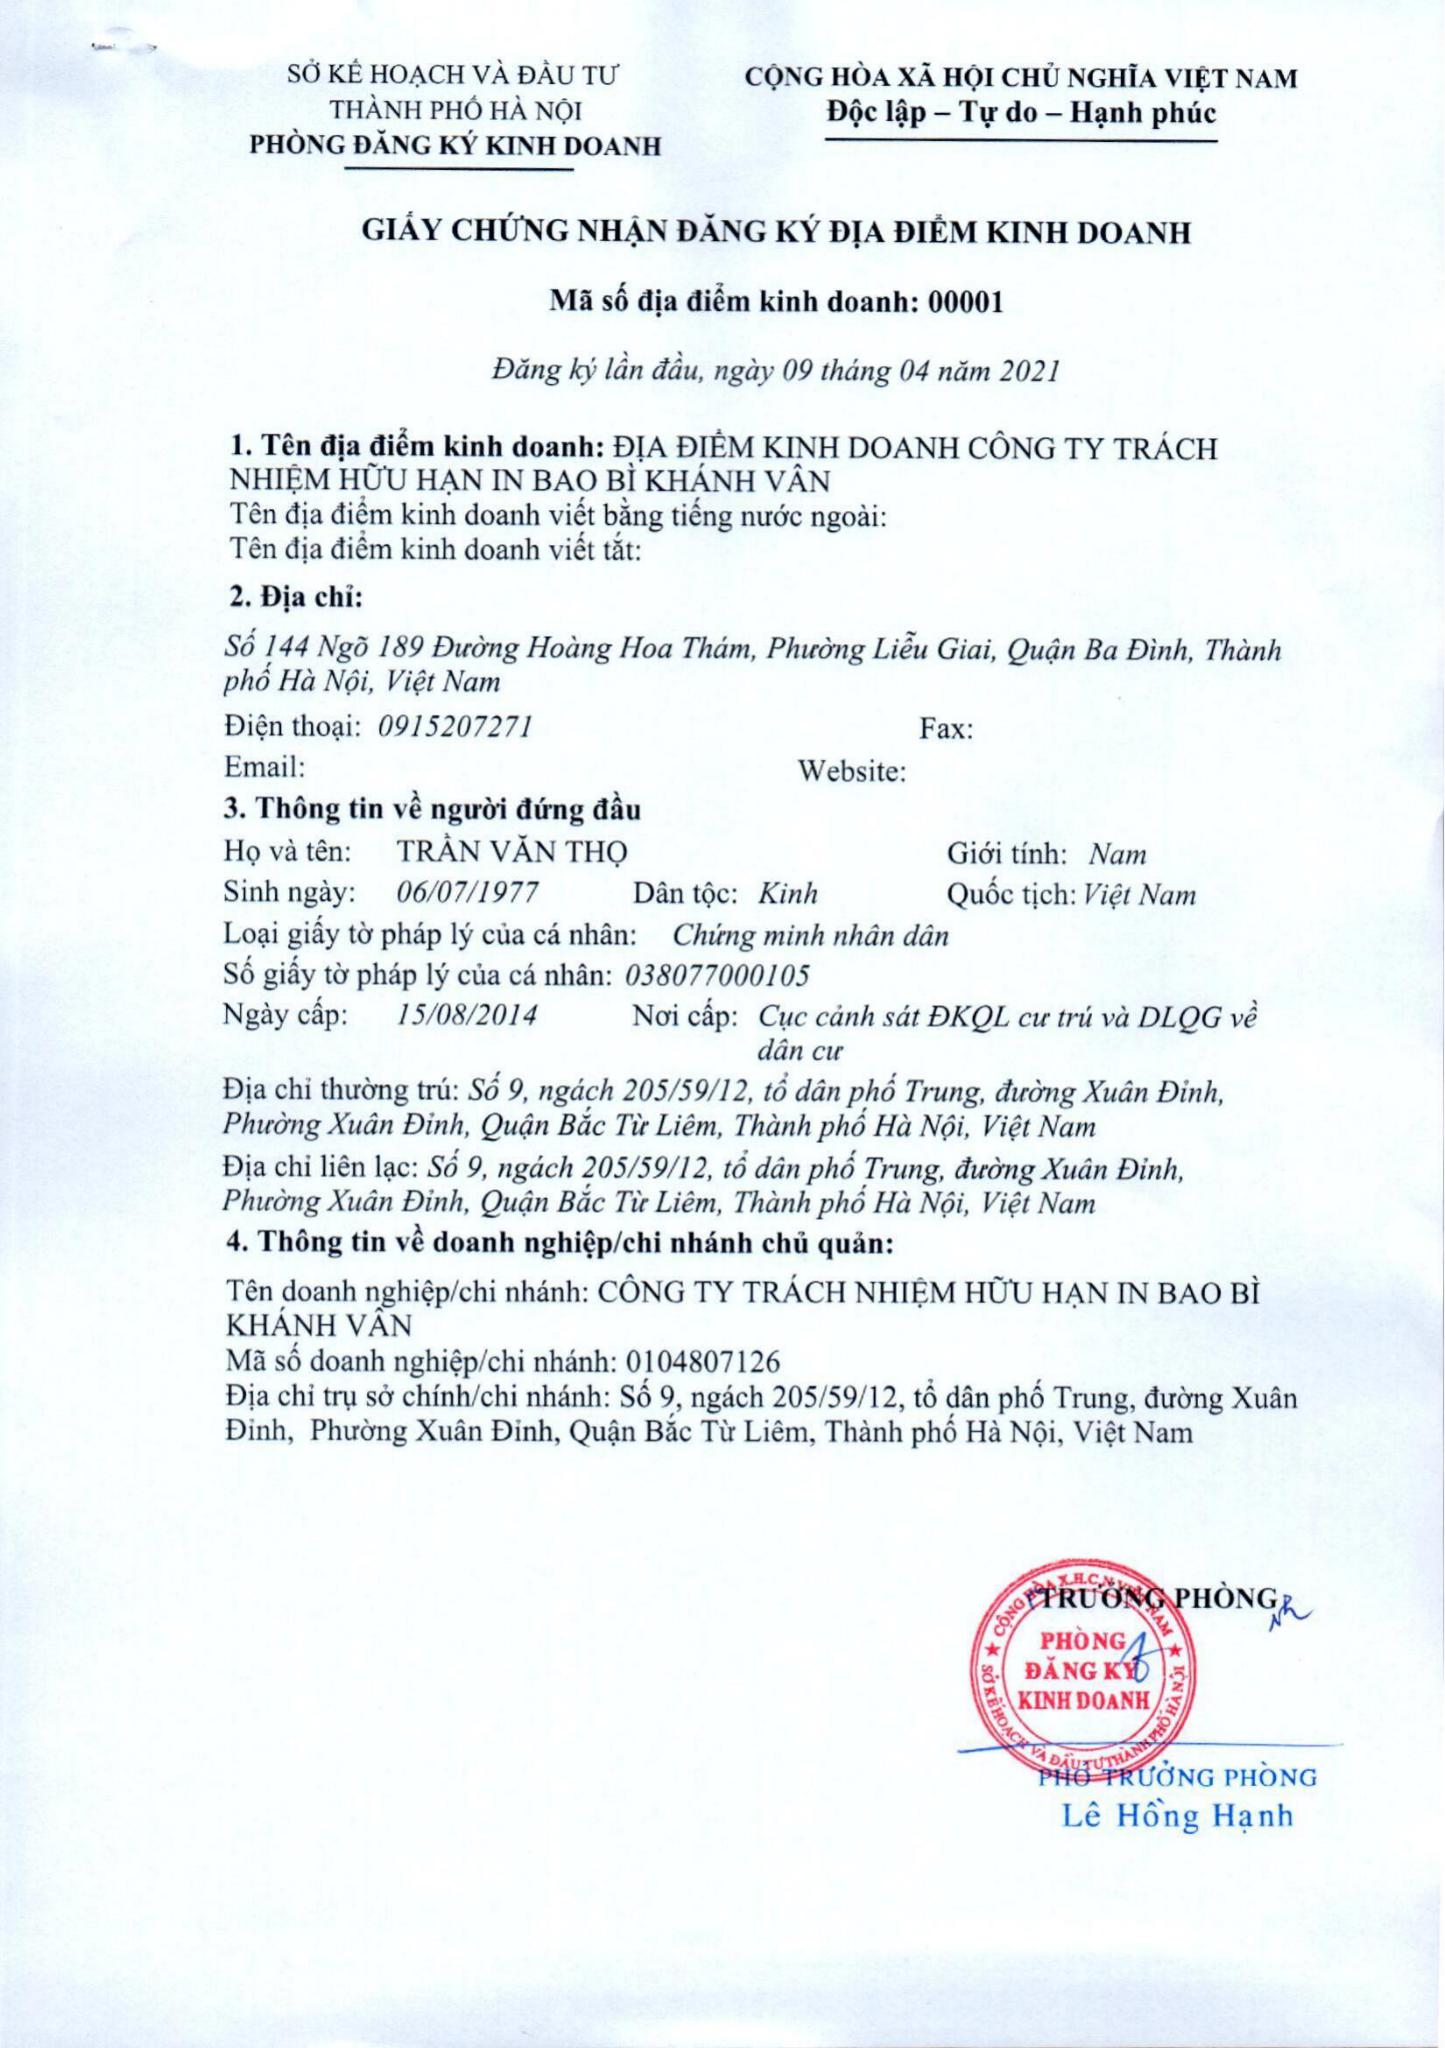 SỞ KẾ HOẠCH VÀ ĐẦU TƯ
THÀNH PHỐ HÀ NỘI
PHÒNG ĐĂNG KÝ KINH DOANH
CỘNG HÒA XÃ HỘI CHỦ NGHĨA VIỆT NAM
Độc lập – Tự do – Hạnh phúc
GIẤY CHỨNG NHẬN ĐĂNG KÝ ĐỊA ĐIỂM KINH DOANH
Mã số địa điểm kinh doanh: 00001
Đăng ký lần đầu, ngày 09 tháng 04 năm 2021
1. Tên địa điểm kinh doanh: ĐỊA ĐIỂM KINH DOANH CÔNG TY TRÁCH
NHIỆM HỮU HẠN IN BAO BÌ KHÁNH VÂN
Tên địa điểm kinh doanh viết bằng tiếng nước ngoài:
Tên địa điểm kinh doanh viết tắt:
2. Địa chỉ:
Số 144 Ngõ 189 Đường Hoàng Hoa Thám, Phường Liễu Giai, Quận Ba Đình, Thành
phố Hà Nội, Việt Nam
Điện thoại: 0915207271 Fax:
Email: Website:
3. Thông tin về người đứng đầu
Họ và tên: TRẦN VĂN THỌ Giới tính: Nam
Sinh ngày: 06/07/1977 Dân tộc: Kinh Quốc tịch: Việt Nam
Loại giấy tờ pháp lý của cá nhân: Chứng minh nhân dân
Số giấy tờ pháp lý của cá nhân: 038077000105
Ngày cấp: 15/08/2014 Nơi cấp: Cục cảnh sát ĐKQL cư trú và DLQG về
dân cư
Địa chỉ thường trú: Số 9, ngách 205/59/12, tổ dân phố Trung, đường Xuân Đỉnh,
Phường Xuân Đỉnh, Quận Bắc Từ Liêm, Thành phố Hà Nội, Việt Nam
Địa chỉ liên lạc: Số 9, ngách 205/59/12, tổ dân phố Trung, đường Xuân Đỉnh,
Phường Xuân Đỉnh, Quận Bắc Từ Liêm, Thành phố Hà Nội, Việt Nam
4. Thông tin về doanh nghiệp/chi nhánh chủ quản:
Tên doanh nghiệp/chi nhánh: CÔNG TY TRÁCH NHIỆM HỮU HẠN IN BAO BÌ
KHÁNH VÂN
Mã số doanh nghiệp/chi nhánh: 0104807126
Địa chỉ trụ sở chính/chi nhánh: Số 9, ngách 205/59/12, tổ dân phố Trung, đường Xuân
Đỉnh, Phường Xuân Đỉnh, Quận Bắc Từ Liêm, Thành phố Hà Nội, Việt Nam
TRƯỞNG PHÒNG
CỘNG HÒA X.H.C.N VIỆT NAM
PHÒNG
ĐĂNG KÝ
KINH DOANH
SỞ KẾ HOẠCH VÀ ĐẦU TƯ THÀNH PHỐ HÀ NỘI
PHÓ TRƯỞNG PHÒNG
Lê Hồng Hạnh